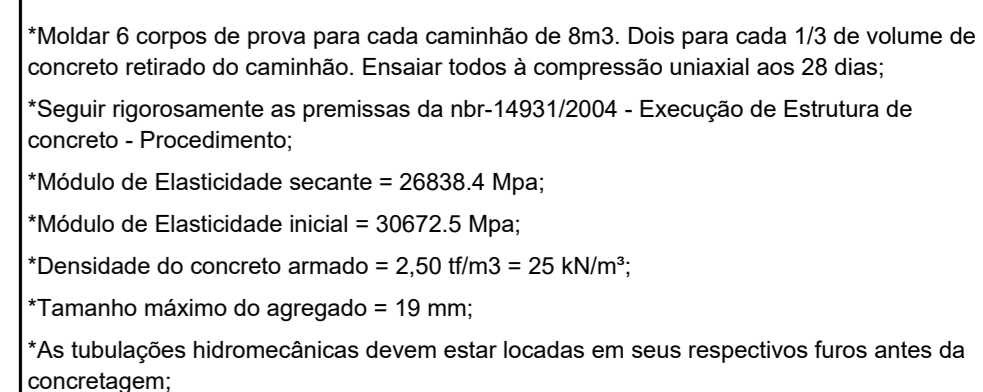 *Moldar 6 corpos de prova para cada caminhão de 8m3. Dois para cada 1/3 de volume de
concreto retirado do caminhão. Ensaiar todos à compressão uniaxial aos 28 dias;
*Seguir rigorosamente as premissas da nbr-14931/2004 - Execução de Estrutura de
concreto - Procedimento;
*Módulo de Elasticidade secante = 26838.4 Mpa;
*Módulo de Elasticidade inicial = 30672.5 Mpa;
*Densidade do concreto armado = 2,50 tf/m3 = 25 kN/m³;
*Tamanho máximo do agregado = 19 mm;
*As tubulações hidromecânicas devem estar locadas em seus respectivos furos antes da
concretagem;